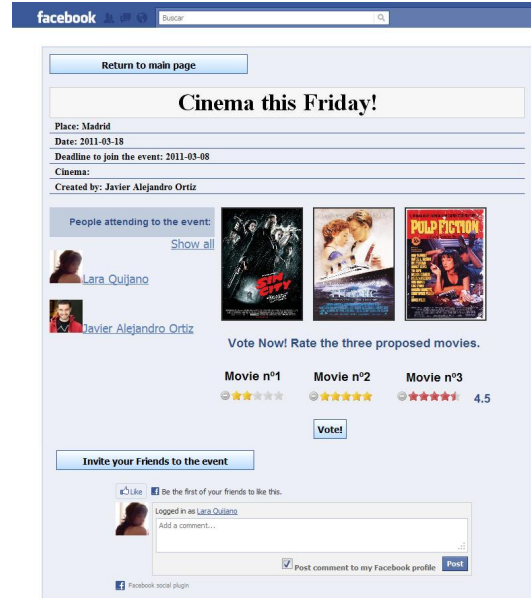 facebook
Buscar
Return to main page
Cinema this Friday!
Place: Madrid
Date: 2011-03-18
Deadline to join the event: 2011-03-08
Cinema:
Created by: Javier Alejandro Ortiz
People attending to the event:
Show all
Lara Quijano
Javier Alejandro Ortiz
SIN CITY
PULP FICTION
Vote Now! Rate the three proposed movies.
Movie nº1 Movie nº2 Movie nº3
4.5
Vote!
Invite your Friends to the event
Like Be the first of your friends to like this.
Logged in as Lara Quijano
Add a comment...
Post comment to my Facebook profile Post
Facebook social plugin